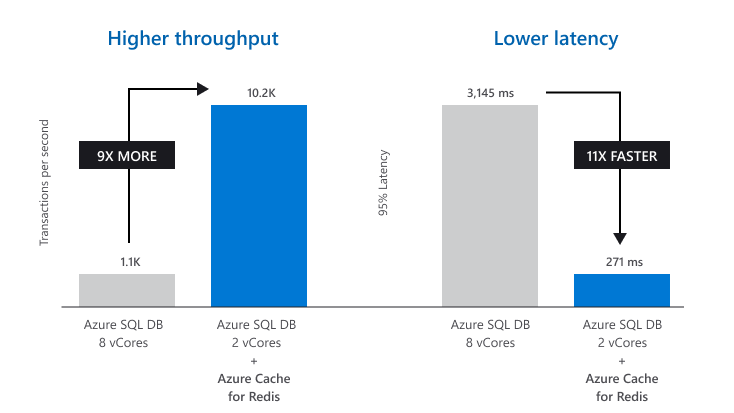 Higher throughput
Transactions per second
9X MORE
1.1K
10.2K
Azure SQL DB
8 vCores
Azure SQL DB
2 vCores
+
Azure Cache
for Redis
Lower latency
95% Latency
3,145 ms
11X FASTER
271 ms
Azure SQL DB
8 vCores
Azure SQL DB
2 vCores
+
Azure Cache
for Redis